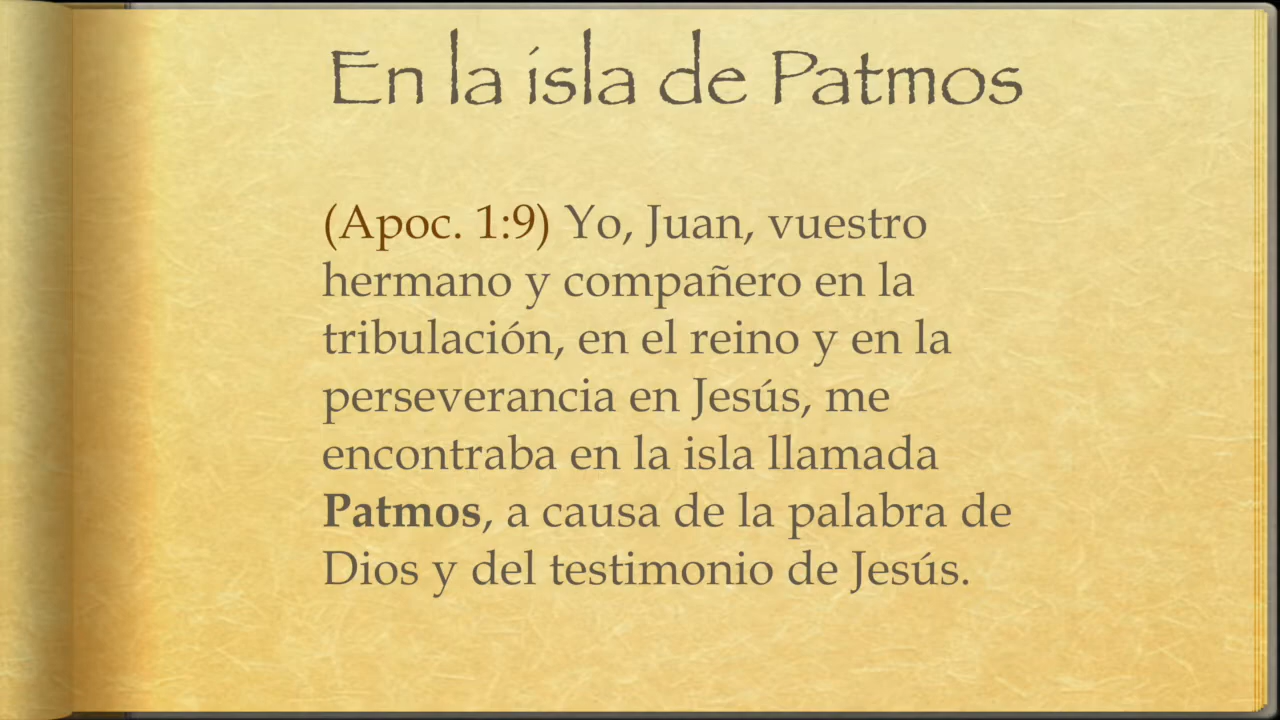 En la isla de Patmos
(Apoc. 1:9) Yo, Juan, vuestro
hermano y compañero en la
tribulación, en el reino y en la
perseverancia en Jesús, me
encontraba en la isla llamada
Patmos, a causa de la palabra de
Dios y del testimonio de Jesús.